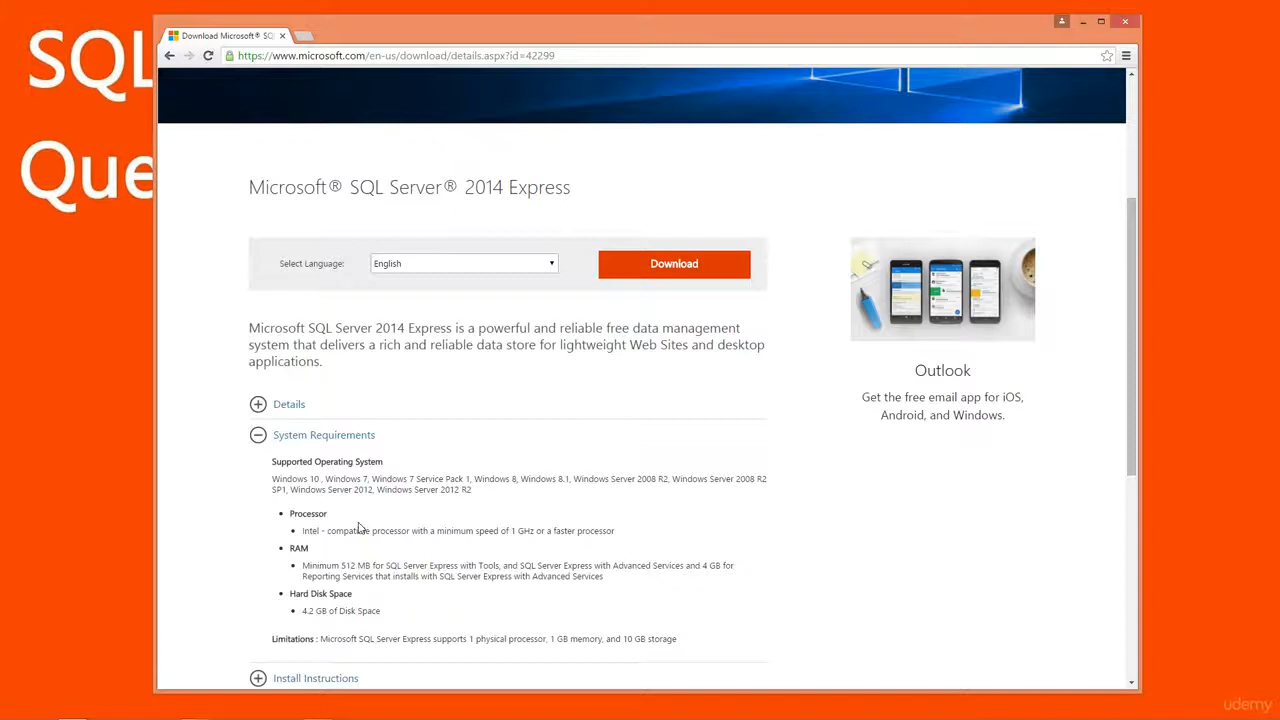 SQL
Que
Download Microsoft® SQ
https://www.microsoft.com/en-us/download/details.aspx?id=42299
Microsoft® SQL Server® 2014 Express
Select Language:
English
Download
Microsoft SQL Server 2014 Express is a powerful and reliable free data management
system that delivers a rich and reliable data store for lightweight Web Sites and desktop
applications.
Outlook
Get the free email app for iOS,
Android, and Windows.
Details
System Requirements
Supported Operating System
Windows 10 , Windows 7, Windows 7 Service Pack 1, Windows 8, Windows 8.1, Windows Server 2008 R2, Windows Server 2008 R2
SP1, Windows Server 2012, Windows Server 2012 R2
Processor
Intel - compatible processor with a minimum speed of 1 GHz or a faster processor
RAM
Minimum 512 MB for SQL Server Express with Tools, and SQL Server Express with Advanced Services and 4 GB for
Reporting Services that installs with SQL Server Express with Advanced Services
Hard Disk Space
4.2 GB of Disk Space
Limitations : Microsoft SQL Server Express supports 1 physical processor, 1 GB memory, and 10 GB storage
Install Instructions
udemy